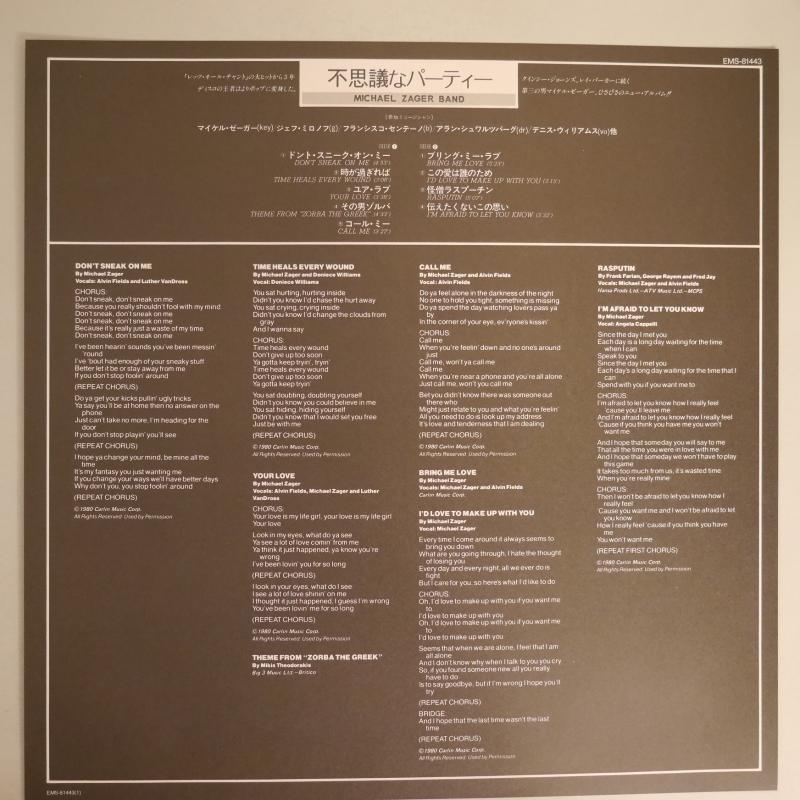 EMS-81443
「レッツ・オール・チャント」の大ヒットから3年
ディスコの王者はよりポップに変身した。
不思議なパーティー
MICHAEL ZAGER BAND
クインシー・ジョーンズ、レイ・パーカーに続く
第三の男マイケル・ゼーガー、ひさびさのニュー・アルバム!!
(参加ミュージシャン)
マイケル・ゼーガー(key)/ジェフ・ミロノフ(g)/フランシスコ・センテーノ(b)/アラン・シュワルツバーグ(dr)/デニス・ウィリアムス(vo)他
SIDE 1
1 ドント・スニーク・オン・ミー
DON'T SNEAK ON ME
2 時が過ぎれば
TIME HEALS EVERY WOUND
3 ユア・ラブ
YOUR LOVE
4 その男ゾルバ
THEME FROM "ZORBA THE GREEK"
5 コール・ミー
CALL ME (3'27")
SIDE 2
1 ブリング・ミー・ラブ
BRING ME LOVE
2 この愛は誰のため
I'D LOVE TO MAKE UP WITH YOU
3 怪僧ラスプーチン
RASPUTIN
4 伝えたくないこの思い
I'M AFRAID TO LET YOU KNOW
DON'T SNEAK ON ME
By Michael Zager
Vocals: Alvin Fields and Luther VanDross
CHORUS:
Don't sneak, don't sneak on me
Because you really shouldn't fool with my mind
Don't sneak, don't sneak on me
Don't sneak, don't sneak on me
Because it's really just a waste of my time
Don't sneak, don't sneak on me
I've been hearin' sounds you've been messin'
'round
I've 'bout had enough of your sneaky stuff
Better let it be or stay away from me
If you don't stop foolin' around
(REPEAT CHORUS)
Do ya get your kicks pullin' ugly tricks
Ya say you'll be at home then no answer on the
phone
Just can't take no more, I'm heading for the
door
If you don't stop playin' you'll see
(REPEAT CHORUS)
I hope ya change your mind, be mine all the
time
It's my fantasy you just wanting me
If you change your ways we'll have better days
Why don't you, you stop foolin' around
(REPEAT CHORUS)
©1980 Carlin Music Corp.
All Rights Reserved Used by Permission
TIME HEALS EVERY WOUND
By Michael Zager and Deniece Williams
Vocal: Deniece Williams
You sat hurting, hurting inside
Didn't you know I'd chase the hurt away
You sat crying, crying inside
Didn't you know I'd change the clouds from
gray
And I wanna say
CHORUS:
Time heals every wound
Don't give up too soon
Ya gotta keep tryin', tryin'
Time heals every wound
Don't give up too soon
Ya gotta keep tryin'
You sat doubting, doubting yourself
Didn't you know you could believe in me
You sat hiding, hiding yourself
Didn't you know that I would set you free
Just be with me
(REPEAT CHORUS)
©1980 Carlin Music Corp.
All Rights Reserved Used by Permission
YOUR LOVE
By Michael Zager
Vocals: Alvin Fields, Michael Zager and Luther
VanDross
CHORUS:
Your love is my life girl, your love is my life girl
Your love
Look in my eyes, what do ya see
Ya see a lot of love comin' from me
Ya think it just happened, ya know you're
wrong
I've been lovin' you for so long
(REPEAT CHORUS)
I look in your eyes, what do I see
I see a lot of love shinin' on me
I thought it just happened, I guess I'm wrong
You've been lovin' me for so long
(REPEAT CHORUS)
©1980 Carlin Music Corp.
All Rights Reserved Used by Permission
THEME FROM "ZORBA THE GREEK"
By Mikis Theodorakis
Big 3 Music Ltd.–Britico
CALL ME
By Michael Zager and Alvin Fields
Vocal: Alvin Fields
Do ya feel alone in the darkness of the night
No one to hold you tight, something is missing
Do ya spend the day watching lovers pass ya
by
In the corner of your eye, ev'ryone's kissin'
CHORUS:
Call me
When you're feelin' down and no one's around
just
Call me, won't ya call me
Call me
When you're near a phone and you're all alone
Just call me, won't you call me
Bet you didn't know there was someone out
there who
Might just relate to you and what you're feelin'
All you need to do is look up my address
It's love and tenderness that I am dealing
(REPEAT CHORUS)
©1980 Carlin Music Corp.
All Rights Reserved Used by Permission
BRING ME LOVE
By Michael Zager
Vocals: Michael Zager and Alvin Fields
Carlin Music Corp.
I'D LOVE TO MAKE UP WITH YOU
By Michael Zager
Vocal: Michael Zager
Every time I come around it always seems to
bring you down
What are you going through, I hate the thought
of losing you
Every day and every night, all we ever do is
fight
But I care for you, so here's what I'd like to do
CHORUS:
Oh, I'd love to make up with you if you want me
to
I'd love to make up with you
Oh, I'd love to make up with you if you want me
to
I'd love to make up with you
Seems that when we are alone, I feel that I am
all alone
And I don't know why when I talk to you you cry
So, if you found someone new all you really
have to do
Is to say goodbye, but if I'm wrong I hope you'll
try
(REPEAT CHORUS)
BRIDGE:
And I hope that the last time wasn't the last
time
(REPEAT CHORUS)
©1980 Carlin Music Corp.
All Rights Reserved Used by Permission
RASPUTIN
By Frank Farian, George Rayem and Fred Jay
Vocals: Michael Zager and Alvin Fields
Hansa Prods Ltd.–ATV Music Ltd.–MCPS
I'M AFRAID TO LET YOU KNOW
By Michael Zager
Vocal: Angela Cappelli
Since the day I met you
Each day is a long day waiting for the time
when I can
Speak to you
Since the day I met you
Each day's a long day waiting for the time that I
can
Spend with you if you want me to
CHORUS:
I'm afraid to let you know how I really feel
'cause you'll leave me
And I'm afraid to let you know how I really feel
'Cause if you think you have me you won't
want me
And I hope that someday you will say to me
That all the time you were in love with me
And I hope that someday we won't have to play
this game
It takes too much from us, it's wasted time
When you're really mine
CHORUS:
Then I won't be afraid to let you know how I
really feel
'Cause you want me and I won't be afraid to let
you know
How I really feel 'cause if you think you have
me
You won't want me
(REPEAT FIRST CHORUS)
©1980 Carlin Music Corp.
All Rights Reserved Used by Permission
EMS-81443(1)